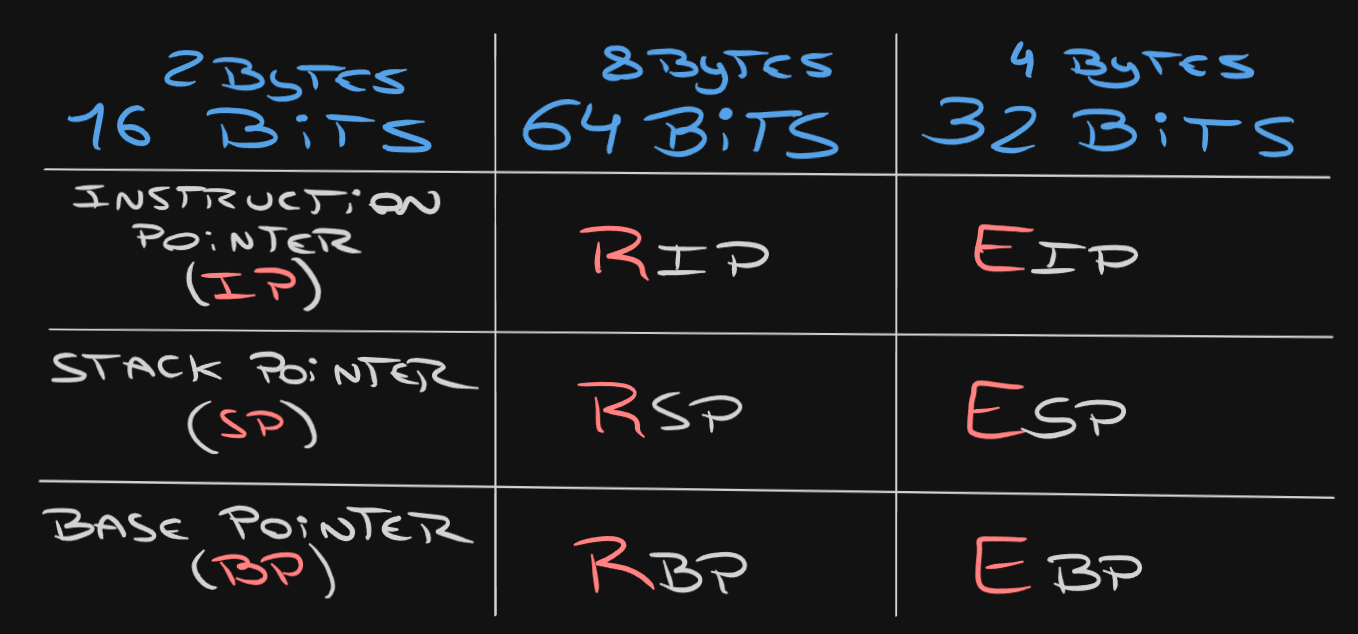 2 BYTES
16 BiTS
8 BYTES
64 BiTS
4 BYTES
32 BiTS
INSTRUCTiON
POiNTER
(IP)
RIP
EIP
STACK POiNTER
(SP)
RSP
ESP
BASE POiNTER
(BP)
RBP
EBP